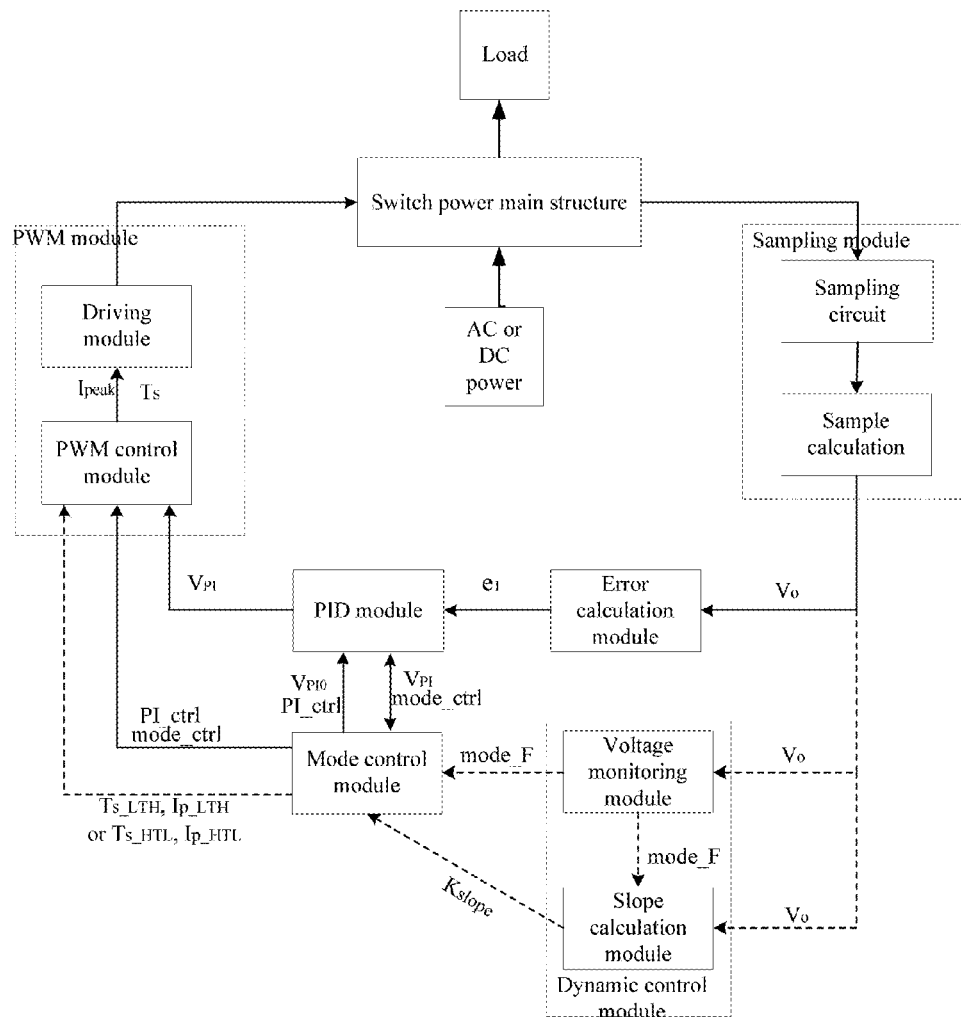 Load
Switch power main structure
PWM module
Sampling module
Driving
module
Sampling
circuit
AC or
DC
power
Ipeak
Ts
PWM control
module
Sample
calculation
VPI
PID module
e1
Error
calculation
module
Vo
VPI0
PI_ctrl
VPI
mode_ctrl
PI_ctrl
mode_ctrl
Mode control
module
mode_F
Voltage
monitoring
module
Vo
Ts_LTH, Ip_LTH
or Ts_HTL, Ip_HTL
mode_F
Kslope
Slope
calculation
module
Vo
Dynamic control
module